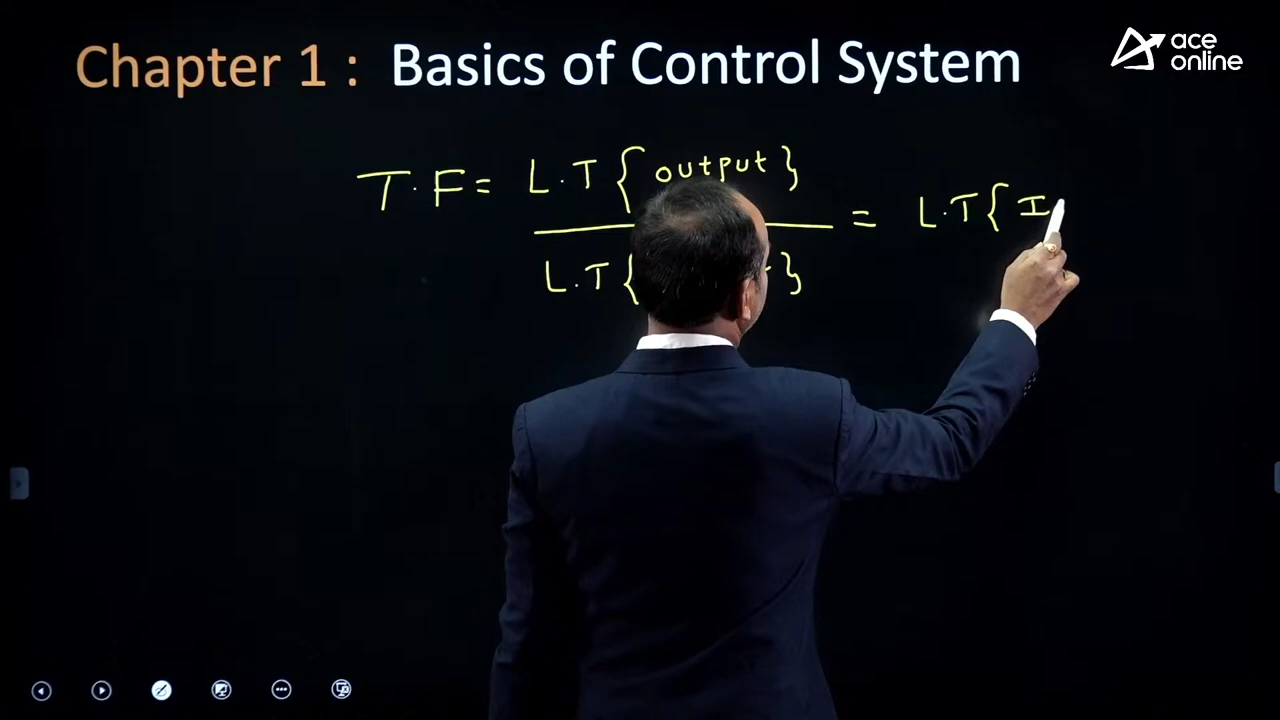 Chapter 1 : Basics of Control System
ace
online
T.F = L.T { output } = L.T { I
L.T { t }